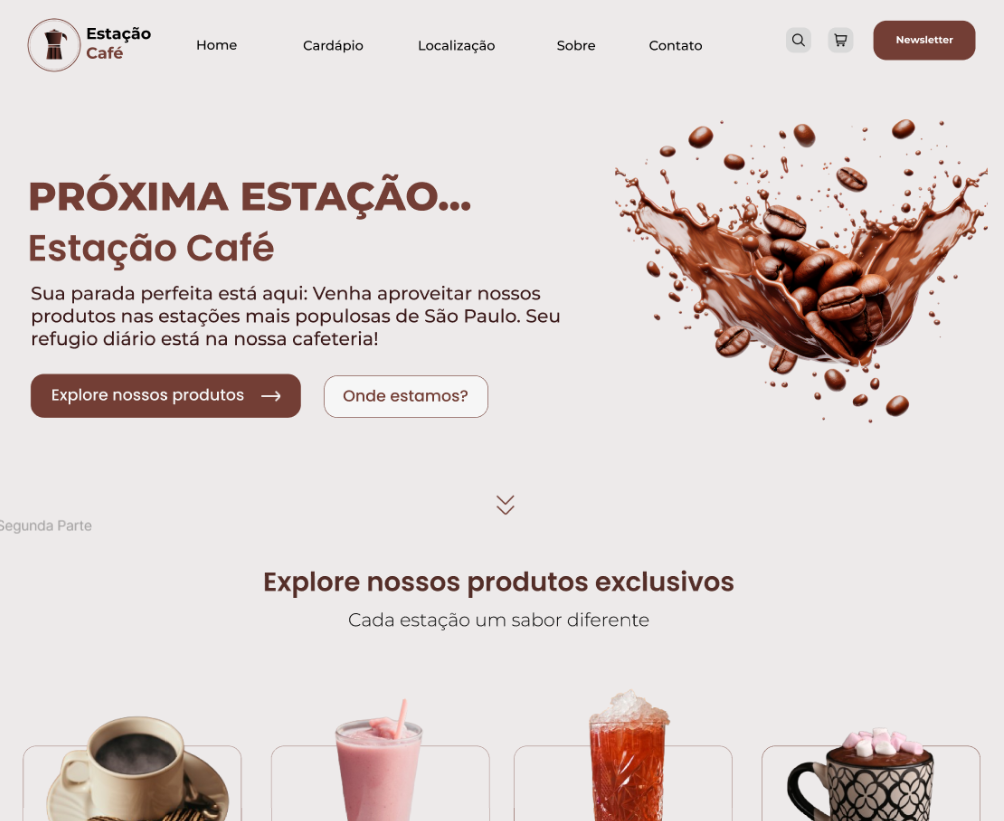 Estação
Café
Home
Cardápio
Localização
Sobre
Contato
Newsletter
PRÓXIMA ESTAÇÃO...
Estação Café
Sua parada perfeita está aqui: Venha aproveitar nossos
produtos nas estações mais populosas de São Paulo. Seu
refugio diário está na nossa cafeteria!
Explore nossos produtos
Onde estamos?
Segunda Parte
Explore nossos produtos exclusivos
Cada estação um sabor diferente